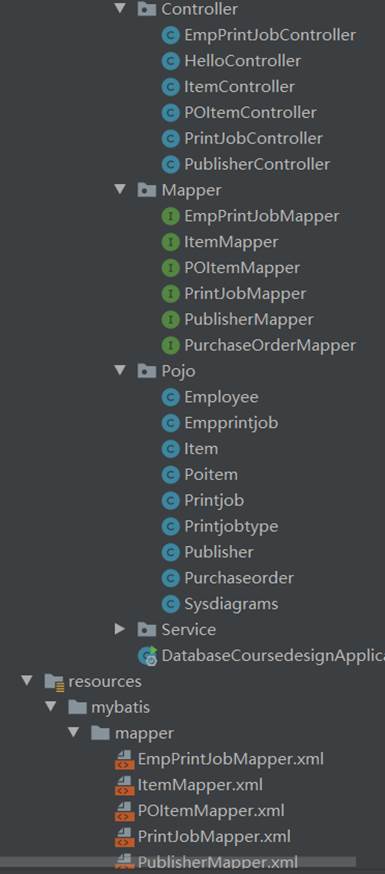 Controller
EmpPrintJobController
HelloController
ItemController
POItemController
PrintJobController
PublisherController
Mapper
EmpPrintJobMapper
ItemMapper
POItemMapper
PrintJobMapper
PublisherMapper
PurchaseOrderMapper
Pojo
Employee
Empprintjob
Item
Poitem
Printjob
Printjobtype
Publisher
Purchaseorder
Sysdiagrams
Service
DatabaseCoursedesignApplica
resources
mybatis
mapper
EmpPrintJobMapper.xml
ItemMapper.xml
POItemMapper.xml
PrintJobMapper.xml
PublisherMapper.xml